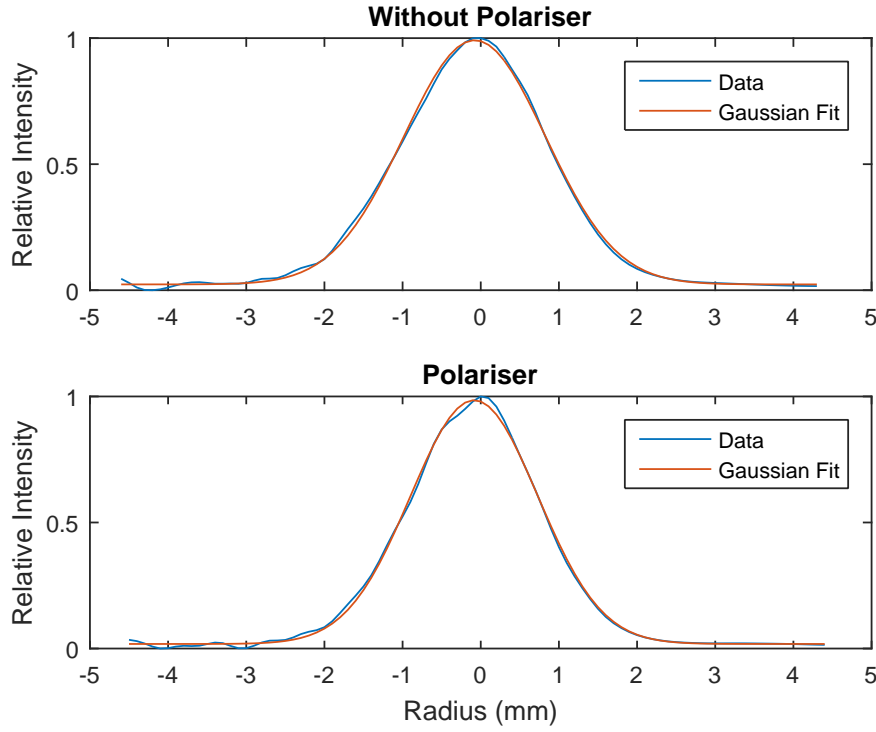 Without Polariser
1
0.5
0
Relative Intensity
Data
Gaussian Fit
-5 -4 -3 -2 -1 0 1 2 3 4 5
Polariser
1
0.5
0
Relative Intensity
Data
Gaussian Fit
-5 -4 -3 -2 -1 0 1 2 3 4 5
Radius (mm)